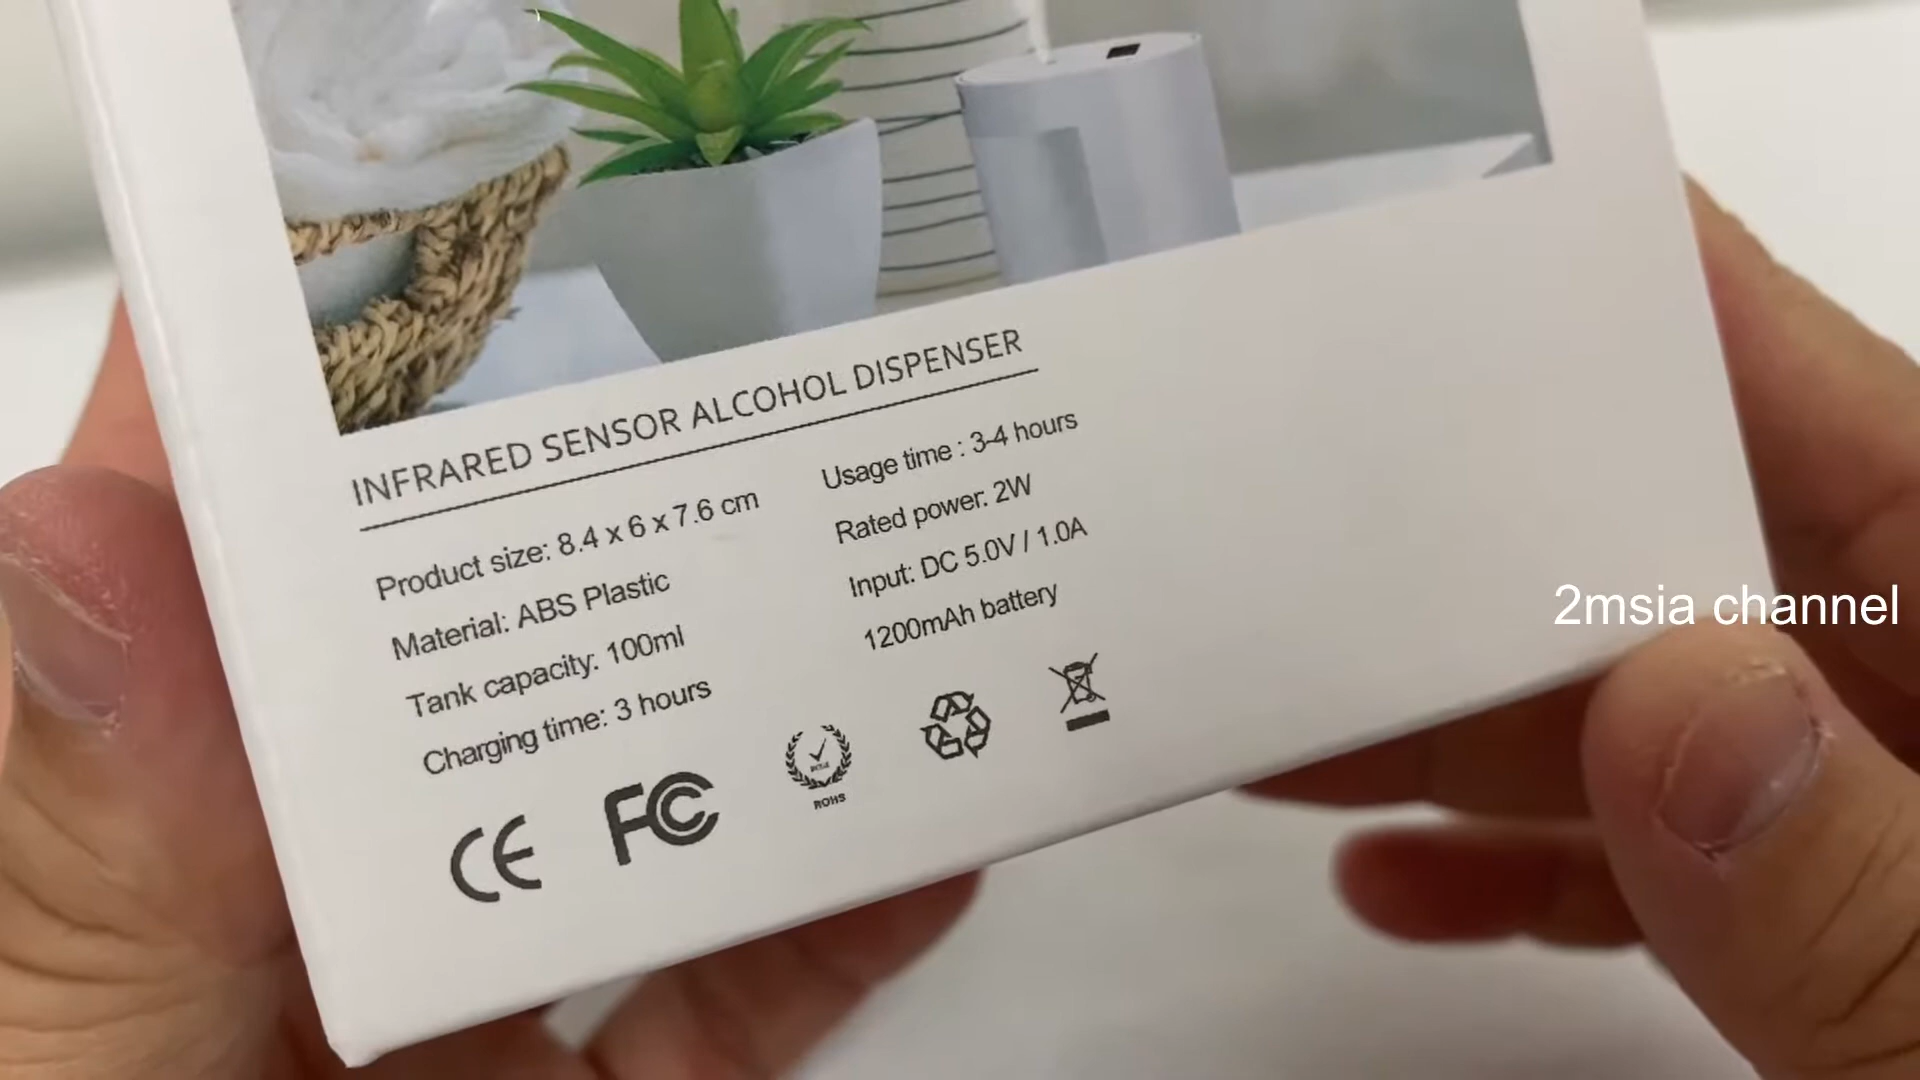 INFRARED SENSOR ALCOHOL DISPENSER
Product size: 8.4 x 6 x 7.6 cm
Material: ABS Plastic
Tank capacity: 100ml
Charging time: 3 hours
Usage time : 3-4 hours
Rated power: 2W
Input: DC 5.0V / 1.0A
1200mAh battery
CE
FC
ROHS
2msia channel